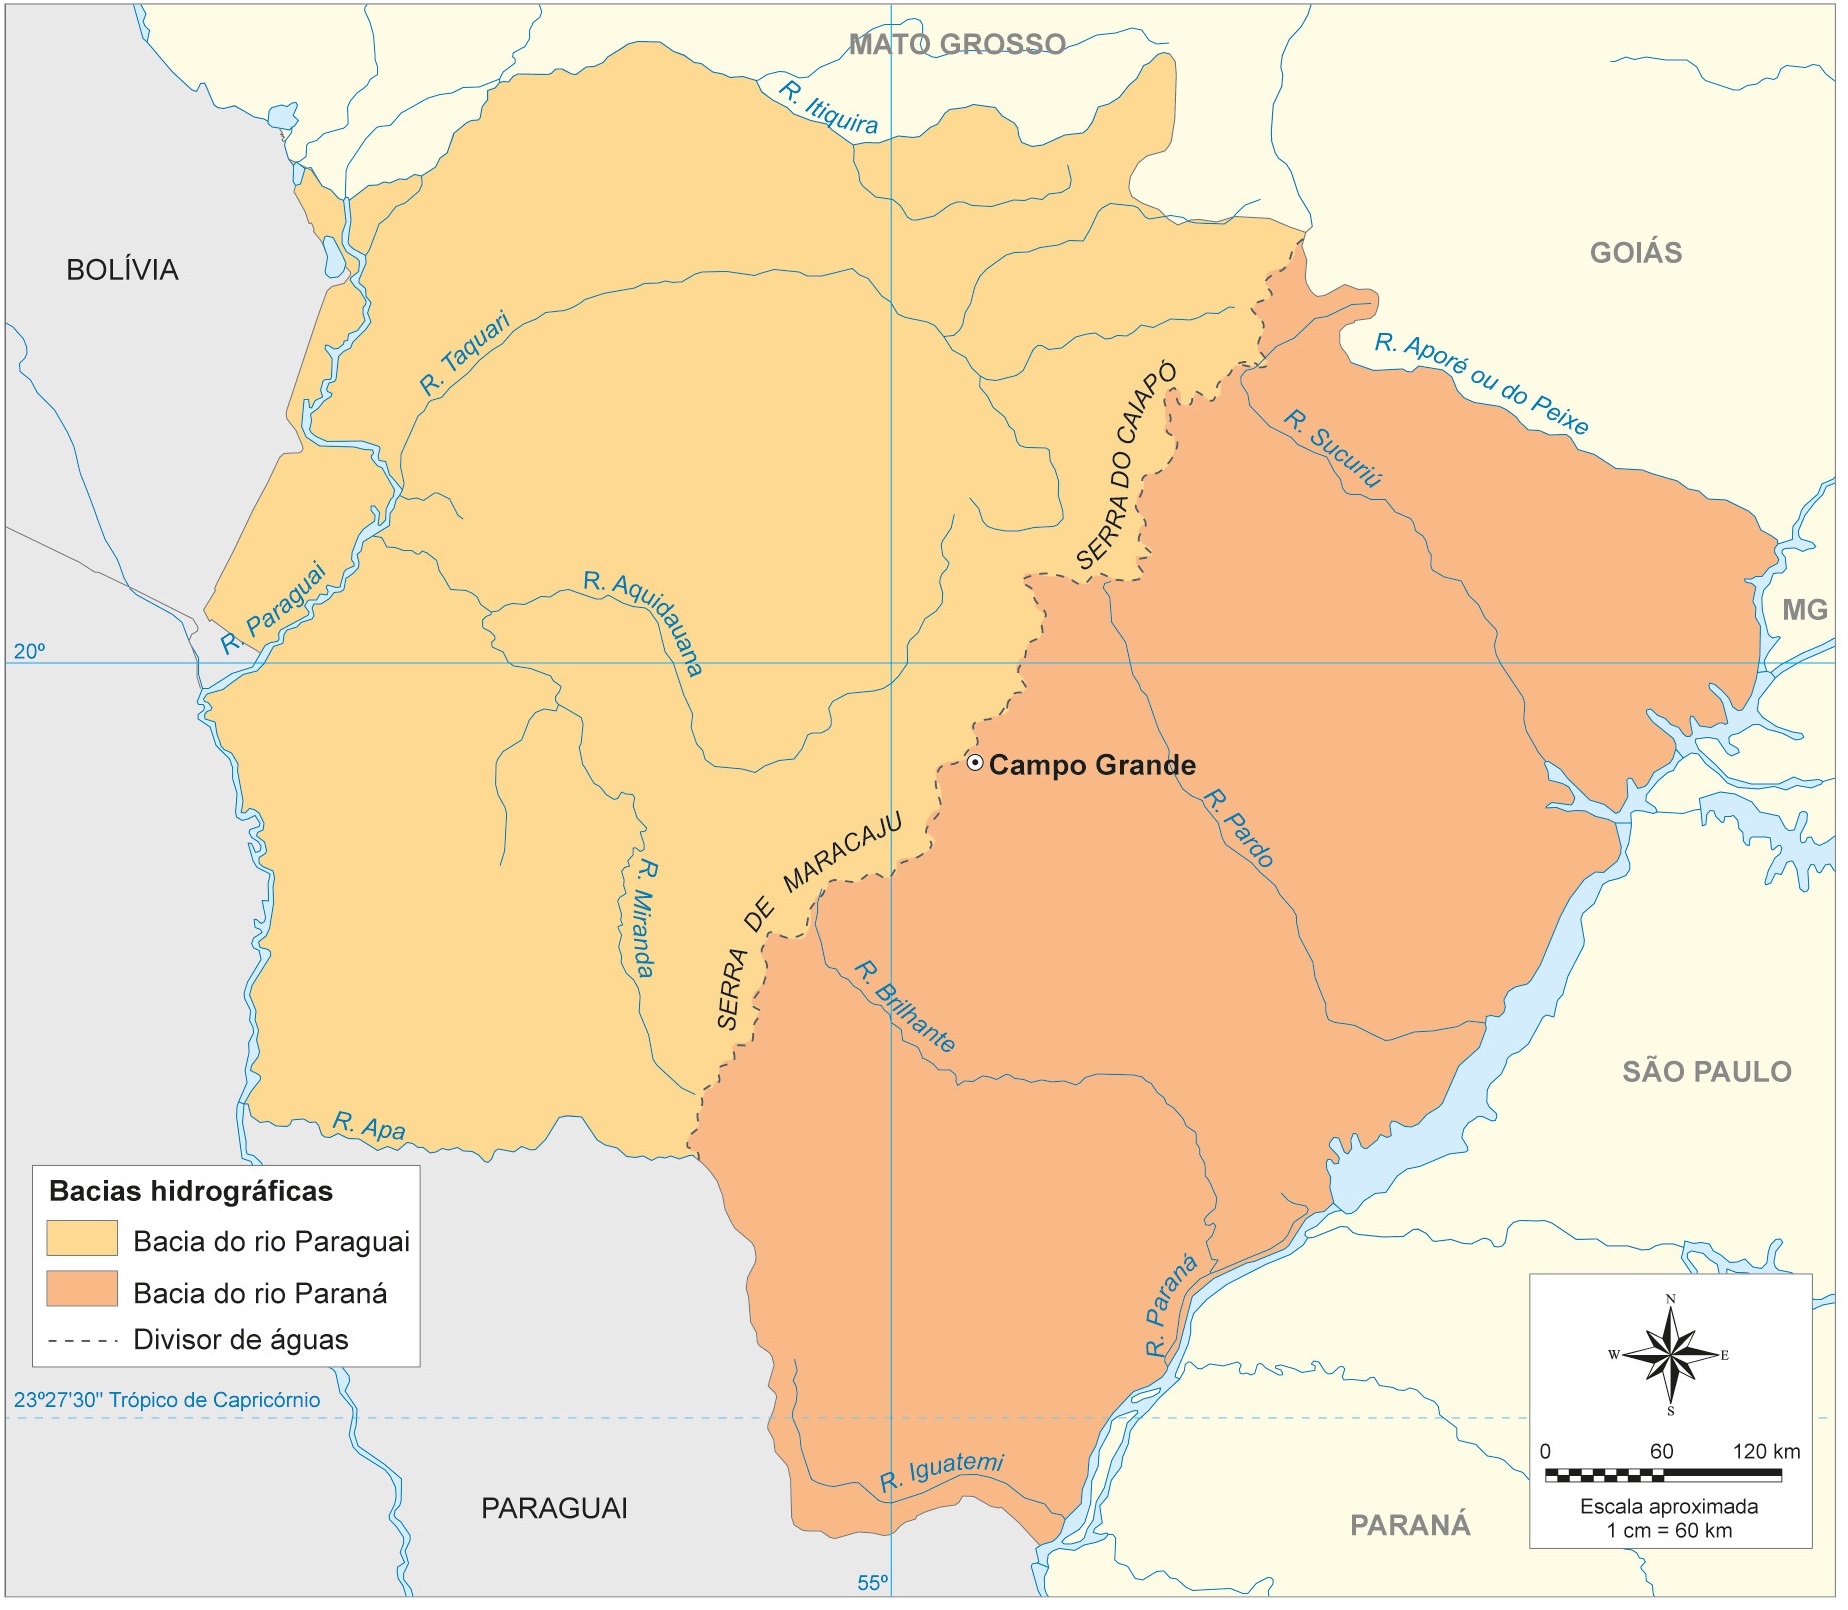 MATO GROSSO
R. Itiquira
BOLÍVIA
GOIÁS
R. Taquari
R. Aporé ou do Peixe
SERRA DO CAIAPÓ
R. Sucuriú
R. Paraguai
R. Aquidauana
MG
20º
Campo Grande
R. Pardo
SERRA DE MARACAJU
R. Miranda
R. Brilhante
SÃO PAULO
R. Apa
Bacias hidrográficas
Bacia do rio Paraguai
Bacia do rio Paraná
Divisor de águas
R. Paraná
N
W E
S
23º27'30" Trópico de Capricórnio
0 60 120 km
Escala aproximada
1 cm = 60 km
R. Iguatemi
PARAGUAI
PARANÁ
55º